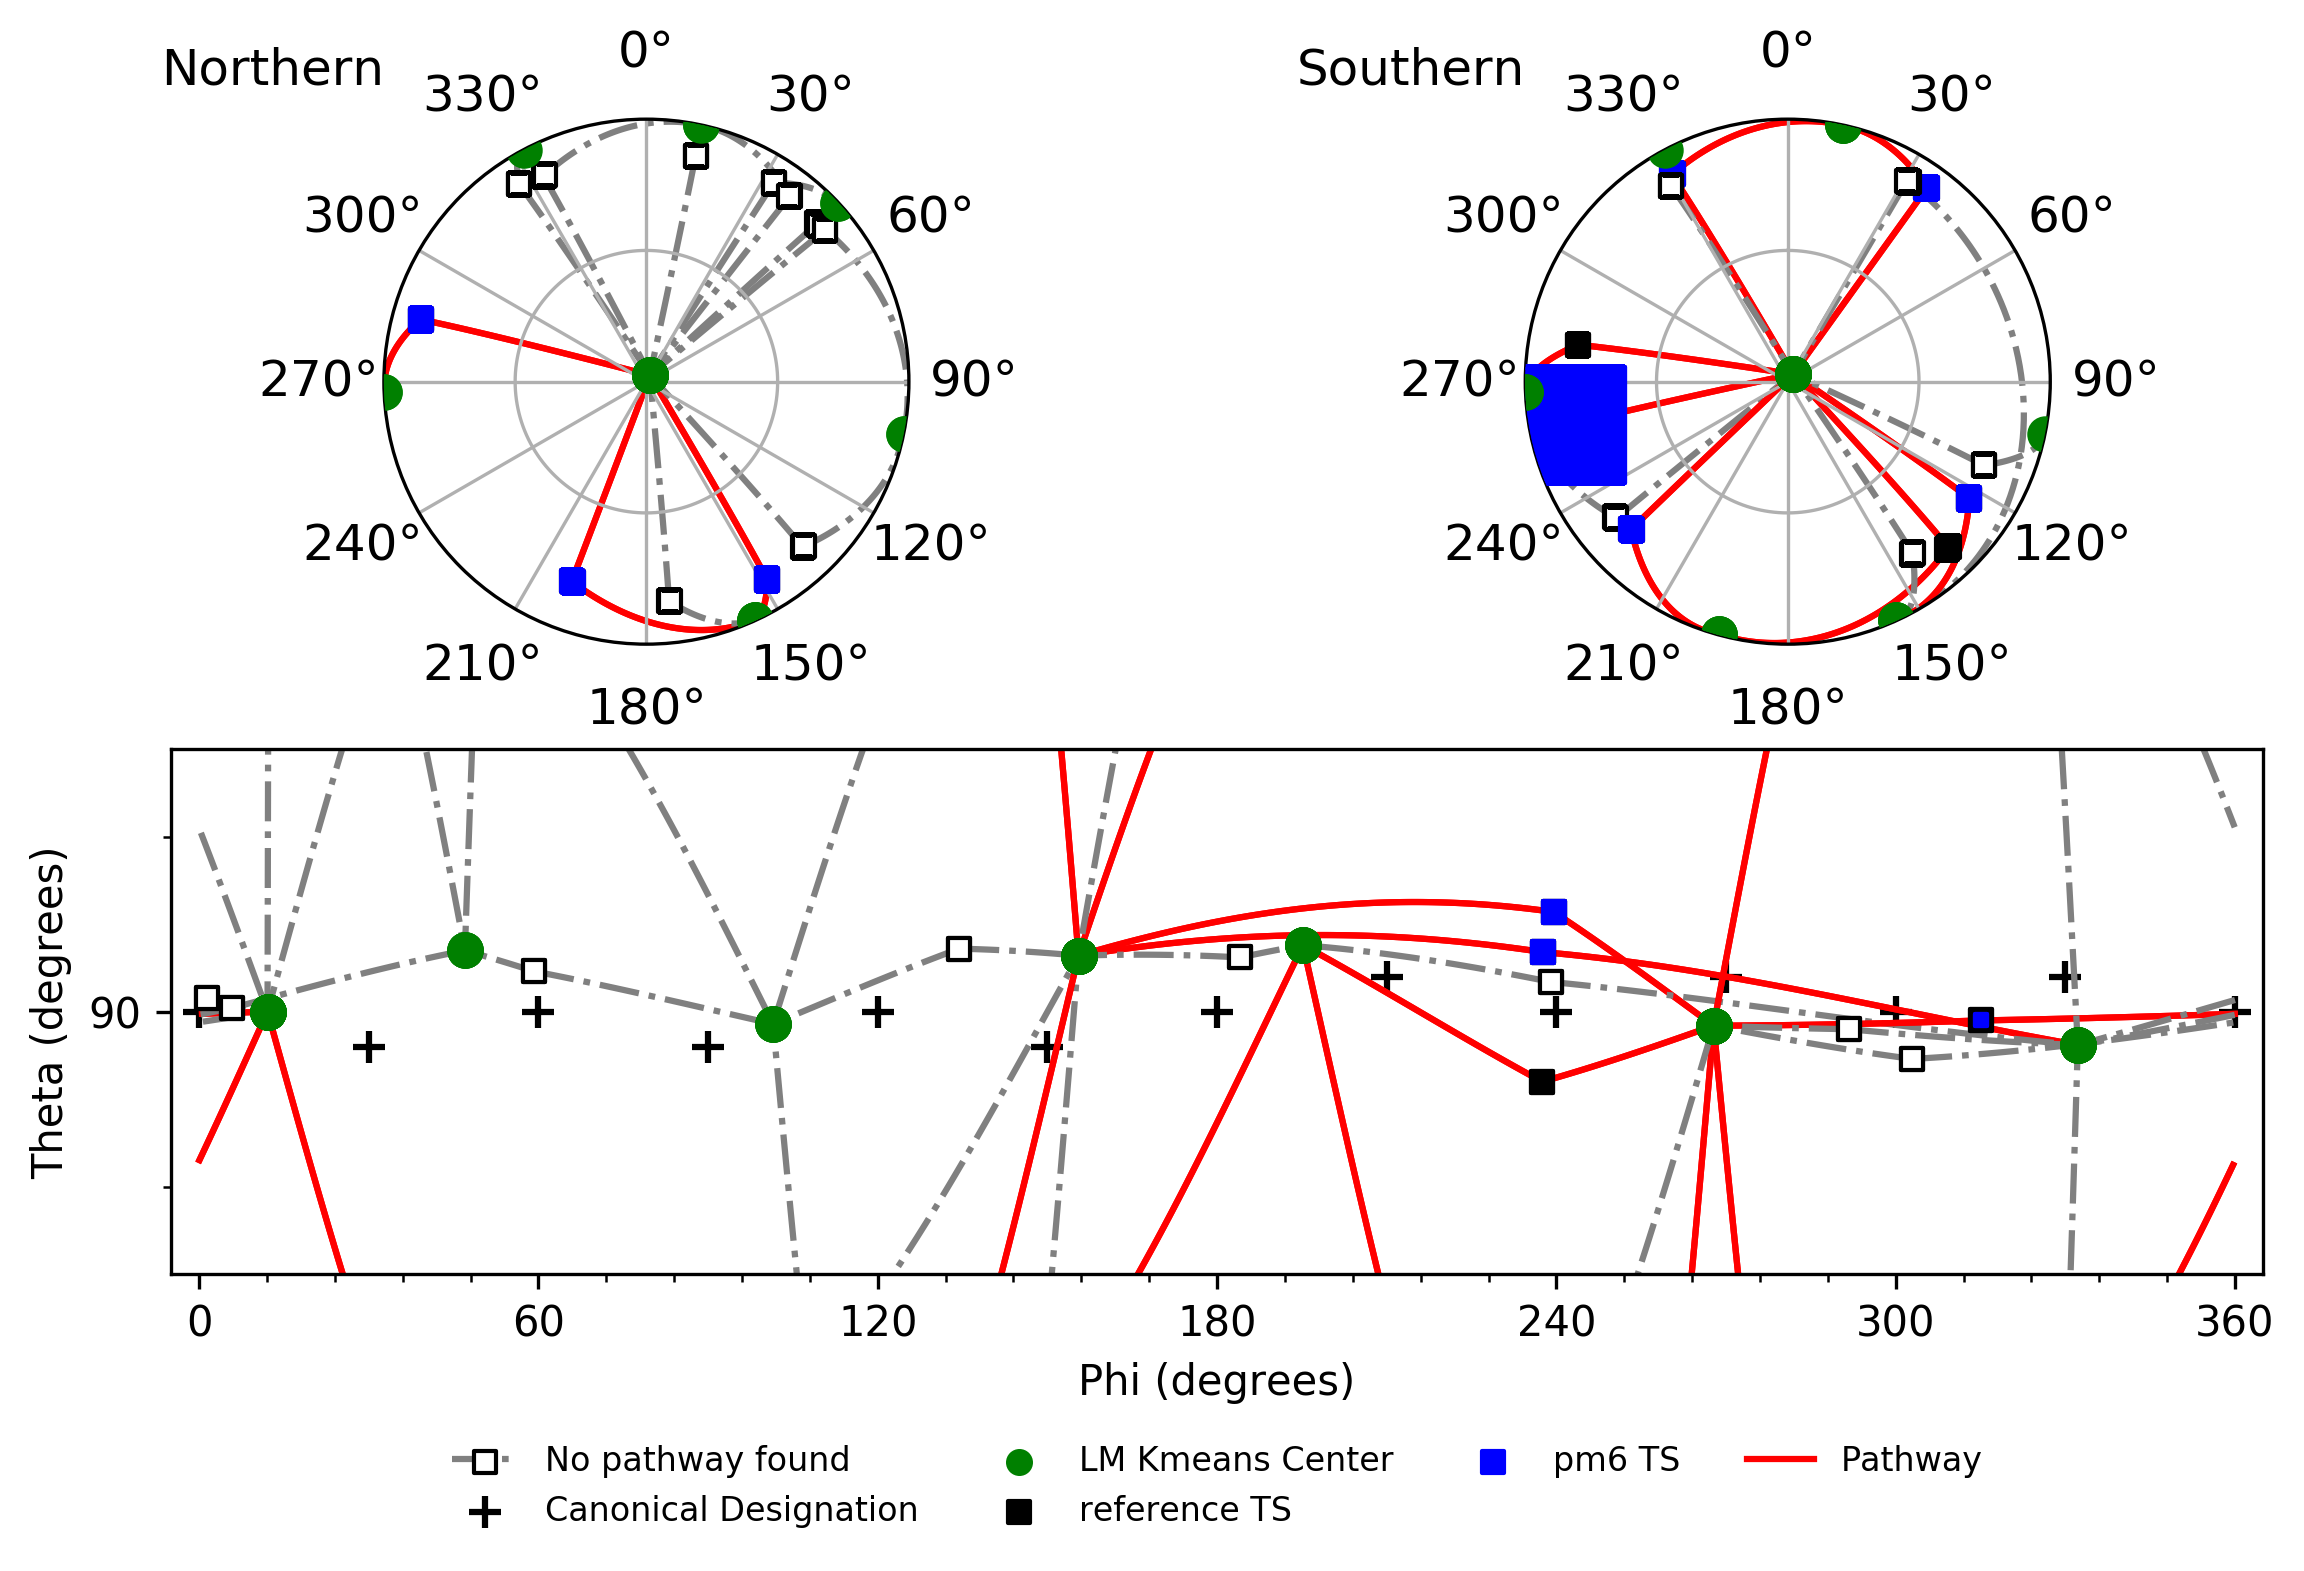 Northern
0°
30°
60°
90°
120°
150°
180°
210°
240°
270°
300°
330°
Southern
0°
30°
60°
90°
120°
150°
180°
210°
240°
270°
300°
330°
Theta (degrees)
90
0 60 120 180 240 300 360
Phi (degrees)
No pathway found
Canonical Designation
LM Kmeans Center
reference TS
pm6 TS
Pathway